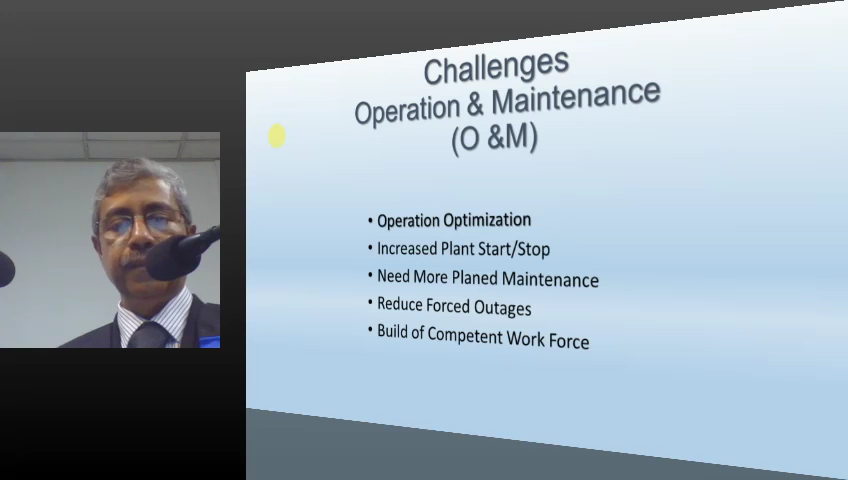 Challenges
Operation & Maintenance
(O &M)
• Operation Optimization
• Increased Plant Start/Stop
• Need More Planed Maintenance
• Reduce Forced Outages
• Build of Competent Work Force